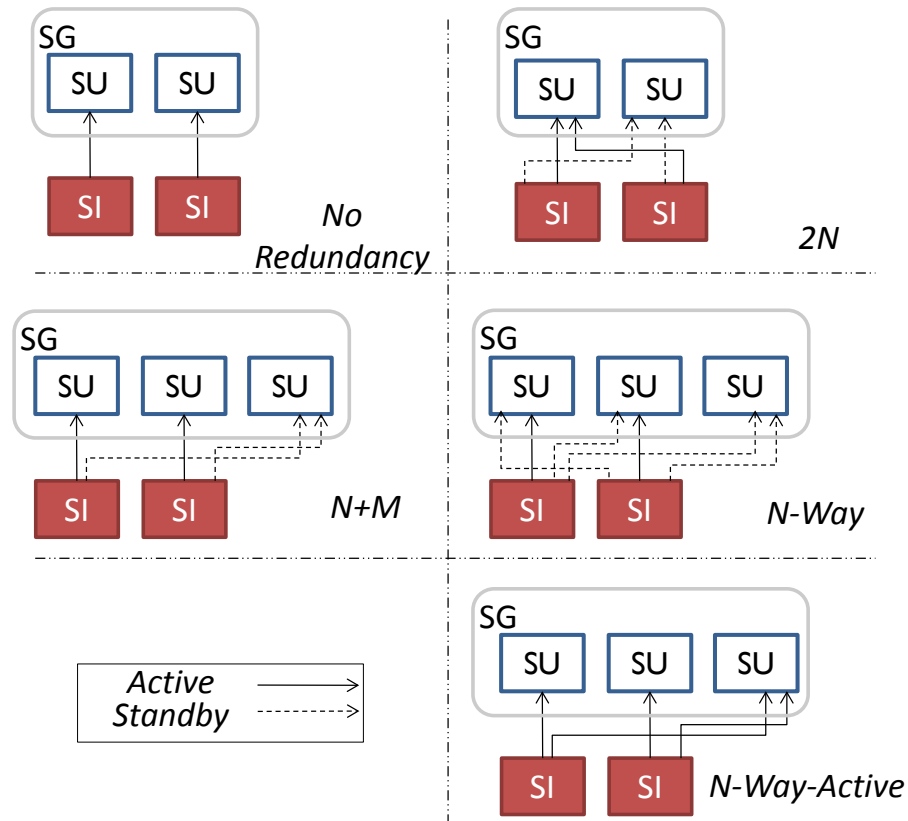 SG
SU SU
SI SI
No
Redundancy
SG
SU SU
SI SI
2N
SG
SU SU SU
SI SI
N+M
SG
SU SU SU
SI SI
N-Way
Active
Standby
SG
SU SU SU
SI SI
N-Way-Active